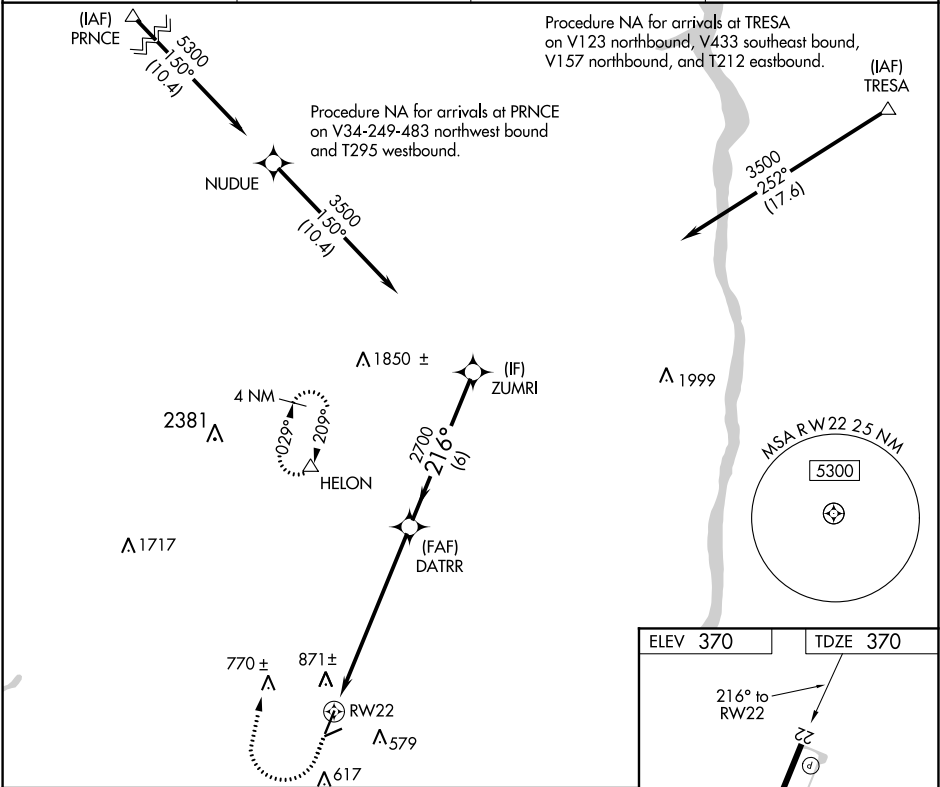 (IAF)
PRNCE
5300
150°
(10.4)
Procedure NA for arrivals at TRESA
on V123 northbound, V433 southeast bound,
V157 northbound, and T212 eastbound.
(IAF)
TRESA
Procedure NA for arrivals at PRNCE
on V34-249-483 northwest bound
and T295 westbound.
NUDUE
3500
150°
(10.4)
3500
252°
(17.6)
1850 ±
(IF)
ZUMRI
1999
4 NM
2381
029°
209°
HELON
2700
216°
(6)
MSA RW22 25 NM
5300
1717
(FAF)
DATRR
ELEV 370
TDZE 370
770 ±
871±
RW22
579
617
216° to
RW22
22
P